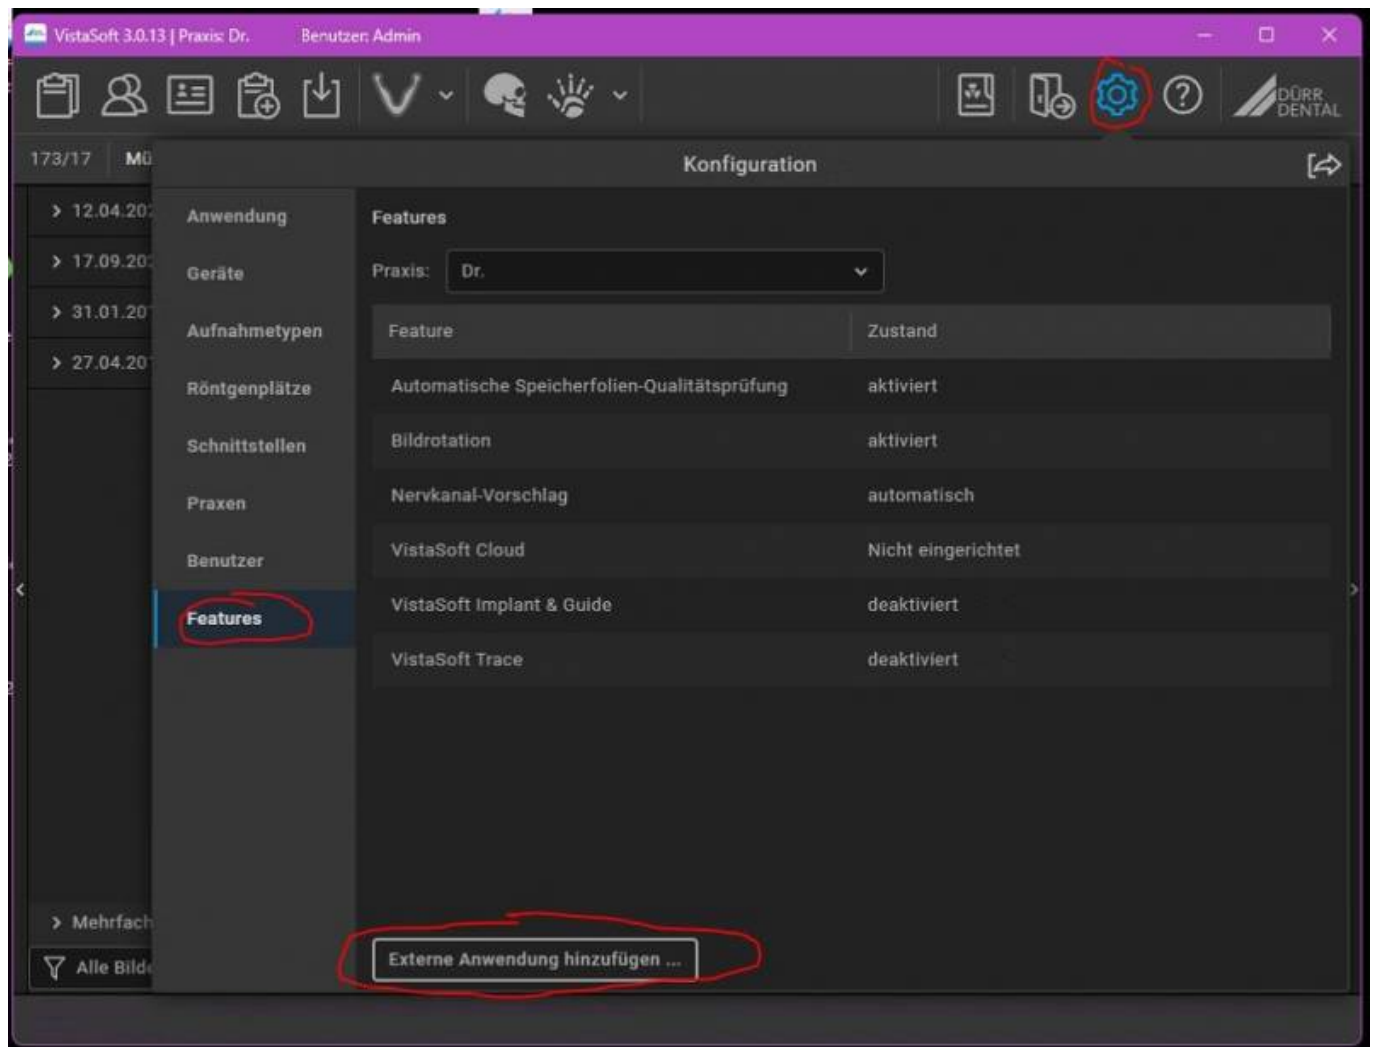 VistaSoft 3.0.13 | Praxis: Dr. Benutzer: Admin
DÜRR
DENTAL
173/17
Konfiguration
12.04.20
17.09.20
31.01.20
27.04.20
Mehrfach
Alle Bilde
Anwendung
Geräte
Aufnahmetypen
Röntgenplätze
Schnittstellen
Praxen
Benutzer
Features
Features
Praxis: Dr.
Feature Zustand
Automatische Speicherfolien-Qualitätsprüfung aktiviert
Bildrotation aktiviert
Nervkanal-Vorschlag automatisch
VistaSoft Cloud Nicht eingerichtet
VistaSoft Implant & Guide deaktiviert
VistaSoft Trace deaktiviert
Externe Anwendung hinzufügen ...